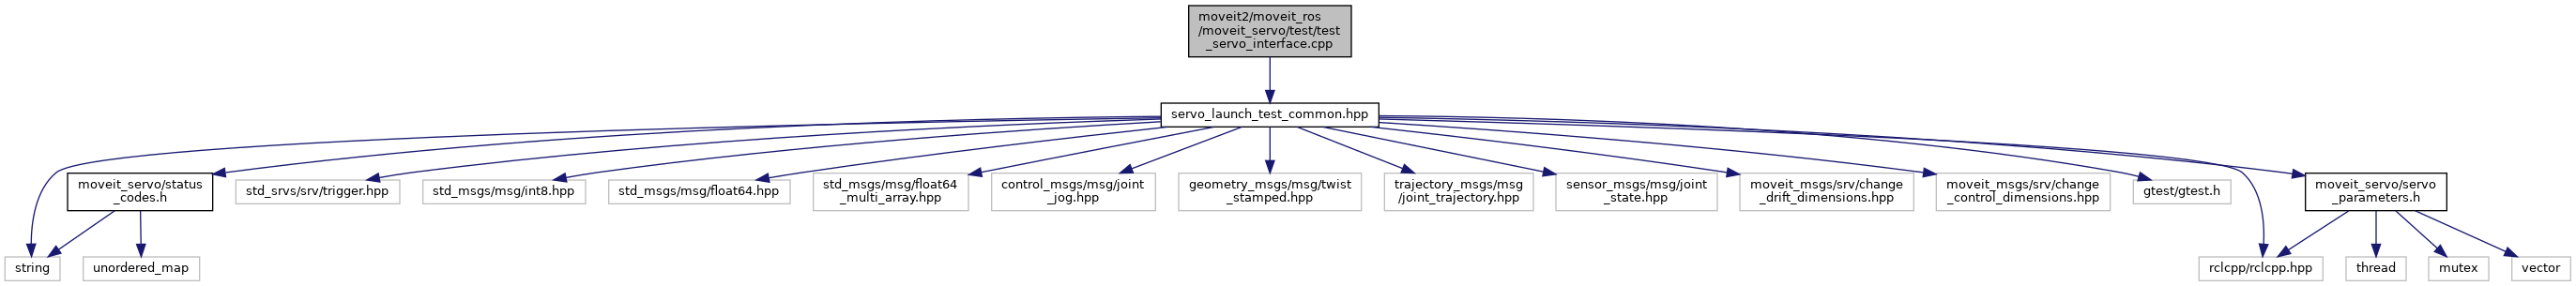 moveit2/moveit_ros
/moveit_servo/test/test
_servo_interface.cpp
servo_launch_test_common.hpp
moveit_servo/status
_codes.h
std_srvs/srv/trigger.hpp
std_msgs/msg/int8.hpp
std_msgs/msg/float64.hpp
std_msgs/msg/float64
_multi_array.hpp
control_msgs/msg/joint
_jog.hpp
geometry_msgs/msg/twist
_stamped.hpp
trajectory_msgs/msg
/joint_trajectory.hpp
sensor_msgs/msg/joint
_state.hpp
moveit_msgs/srv/change
_drift_dimensions.hpp
moveit_msgs/srv/change
_control_dimensions.hpp
gtest/gtest.h
moveit_servo/servo
_parameters.h
string
unordered_map
rclcpp/rclcpp.hpp
thread
mutex
vector